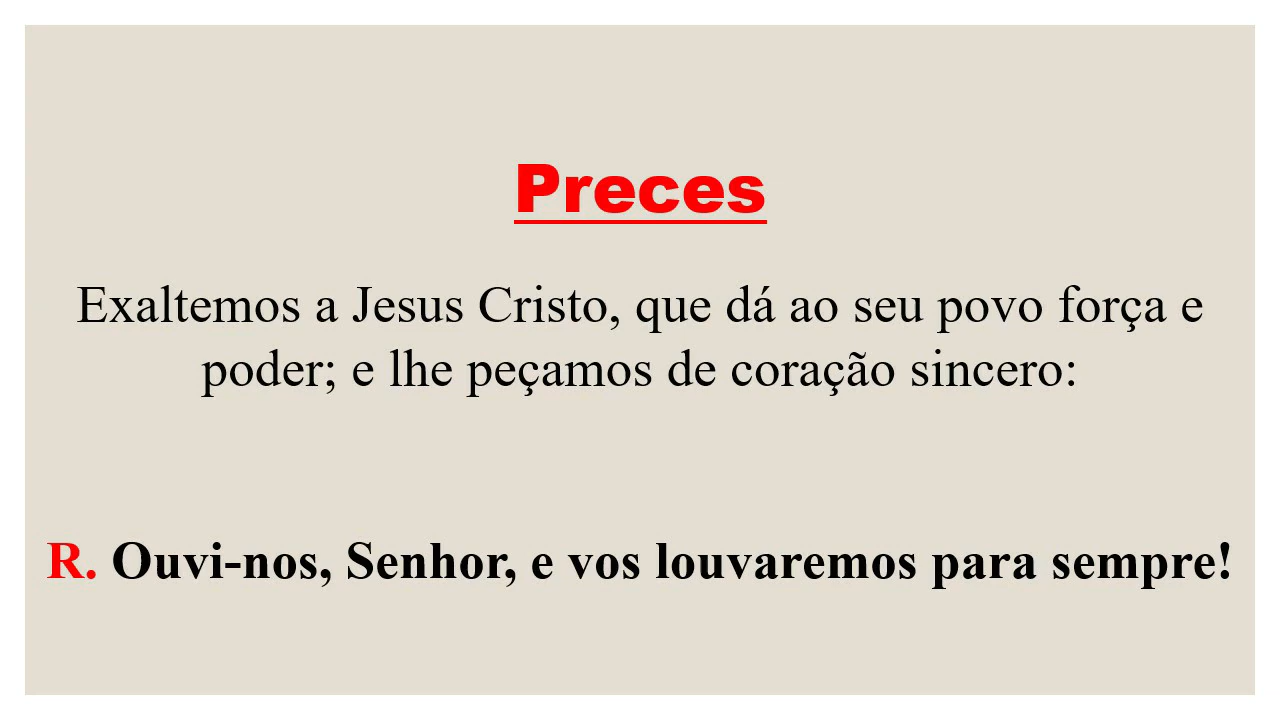 Preces
Exaltemos a Jesus Cristo, que dá ao seu povo força e
poder; e lhe peçamos de coração sincero:
R. Ouvi-nos, Senhor, e vos louvaremos para sempre!